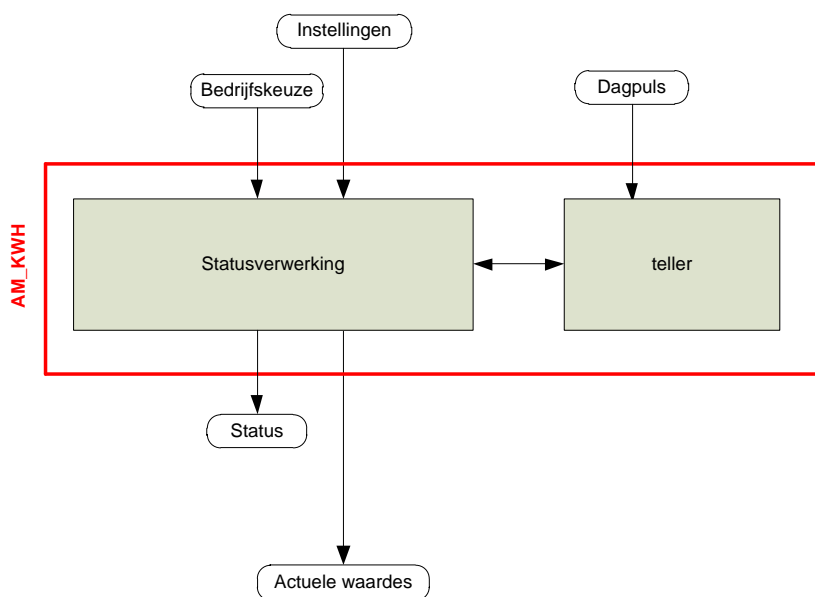 Instellingen
Bedrijfskeuze
Dagpuls
AM_KWH
Statusverwerking
teller
Status
Actuele waardes